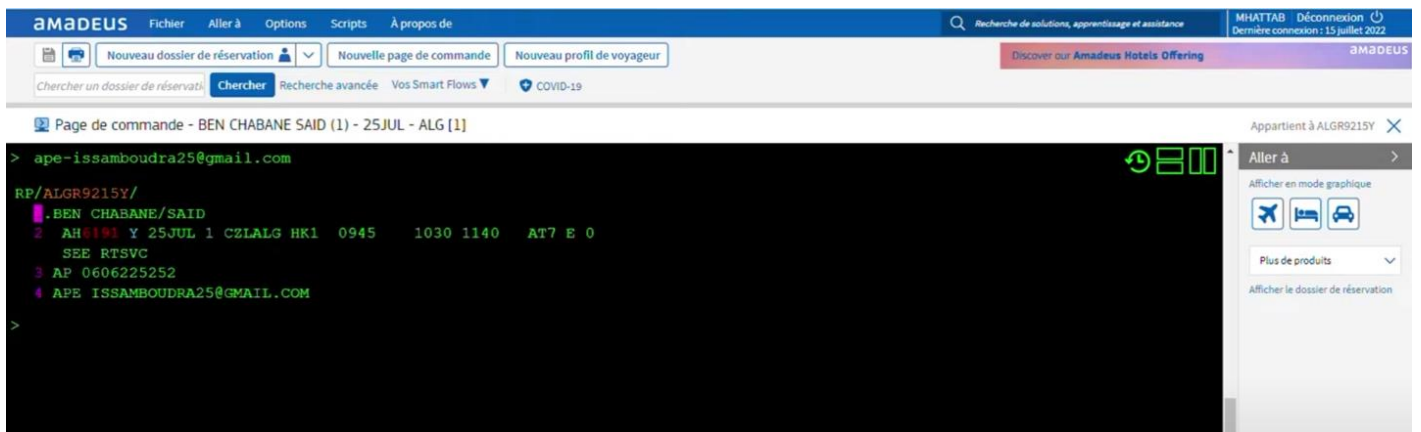 aмaDEUS Fichier Aller à Options Scripts À propos de
Recherche de solutions, apprentissage et assistance
MHATTAB Déconnexion
Dernière connexion : 15 juillet 2022
Nouveau dossier de réservation
Nouvelle page de commande
Nouveau profil de voyageur
Discover our Amadeus Hotels Offering
aмaDEUS
Chercher un dossier de réservati
Chercher
Recherche avancée
Vos Smart Flows
COVID-19
Page de commande - BEN CHABANE SAID (1) - 25JUL - ALG [1]
Appartient à ALGR9215Y
> ape-issamboudra25@gmail.com
RP/ALGR9215Y/
.BEN CHABANE/SAID
2 AH6191 Y 25JUL 1 CZLALG HK1 0945 1030 1140 AT7 E 0
SEE RTSVC
3 AP 0606225252
4 APE ISSAMBOUDRA25@GMAIL.COM
>
Aller à
Afficher en mode graphique
Plus de produits
Afficher le dossier de réservation